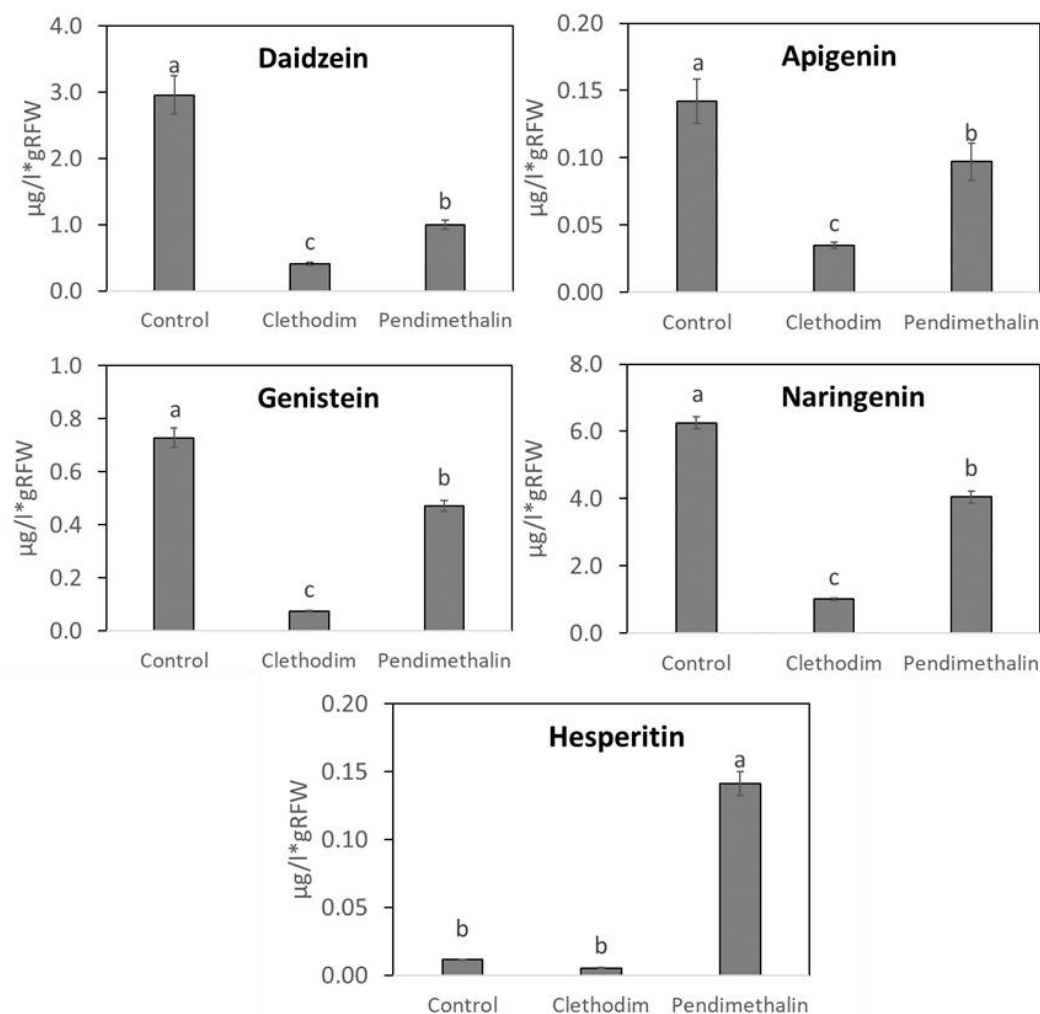 Daidzein
µg/l*gRFW
4.0
3.0
2.0
1.0
0.0
a
c
b
Control Clethodim Pendimethalin
Apigenin
µg/l*gRFW
0.20
0.15
0.10
0.05
0.00
a
c
b
Control Clethodim Pendimethalin
Genistein
µg/l*gRFW
1.0
0.8
0.6
0.4
0.2
0.0
a
c
b
Control Clethodim Pendimethalin
Naringenin
µg/l*gRFW
8.0
6.0
4.0
2.0
0.0
a
c
b
Control Clethodim Pendimethalin
Hesperitin
µg/l*gRFW
0.20
0.15
0.10
0.05
0.00
b
b
a
Control Clethodim Pendimethalin